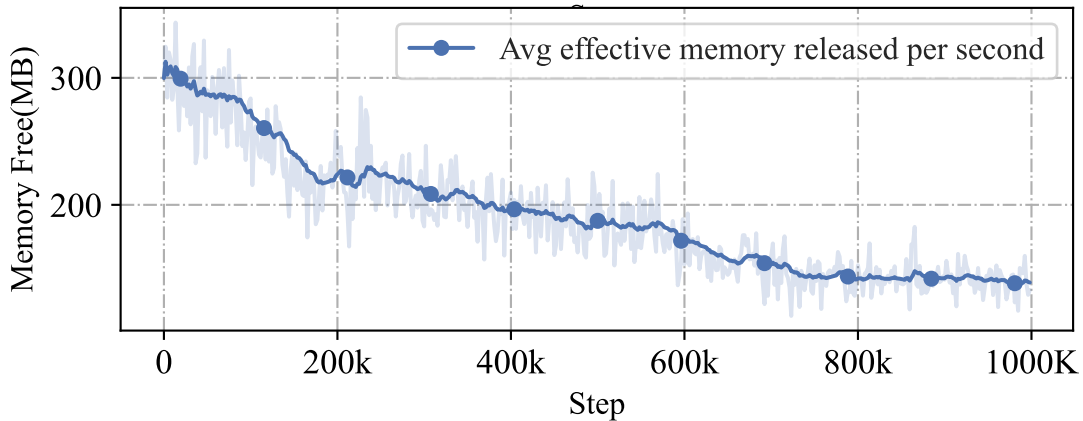 Avg effective memory released per second
Memory Free(MB)
300
200
0 200k 400k 600k 800k 1000K
Step